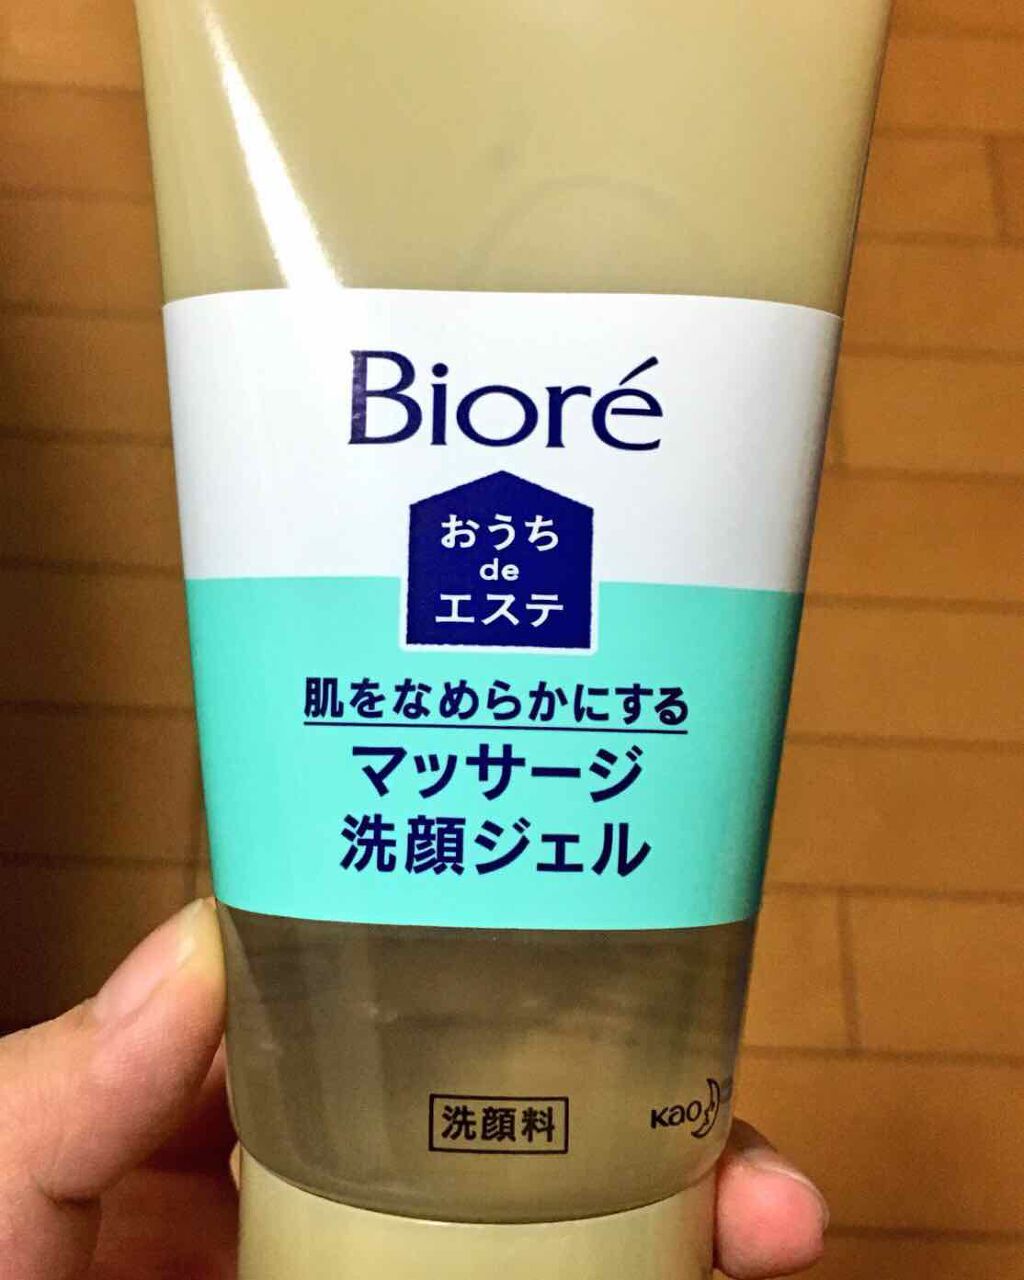 Bioré
おうち
de
エステ
肌をなめらかにする
マッサージ
洗顔ジェル
洗顔料
Kao